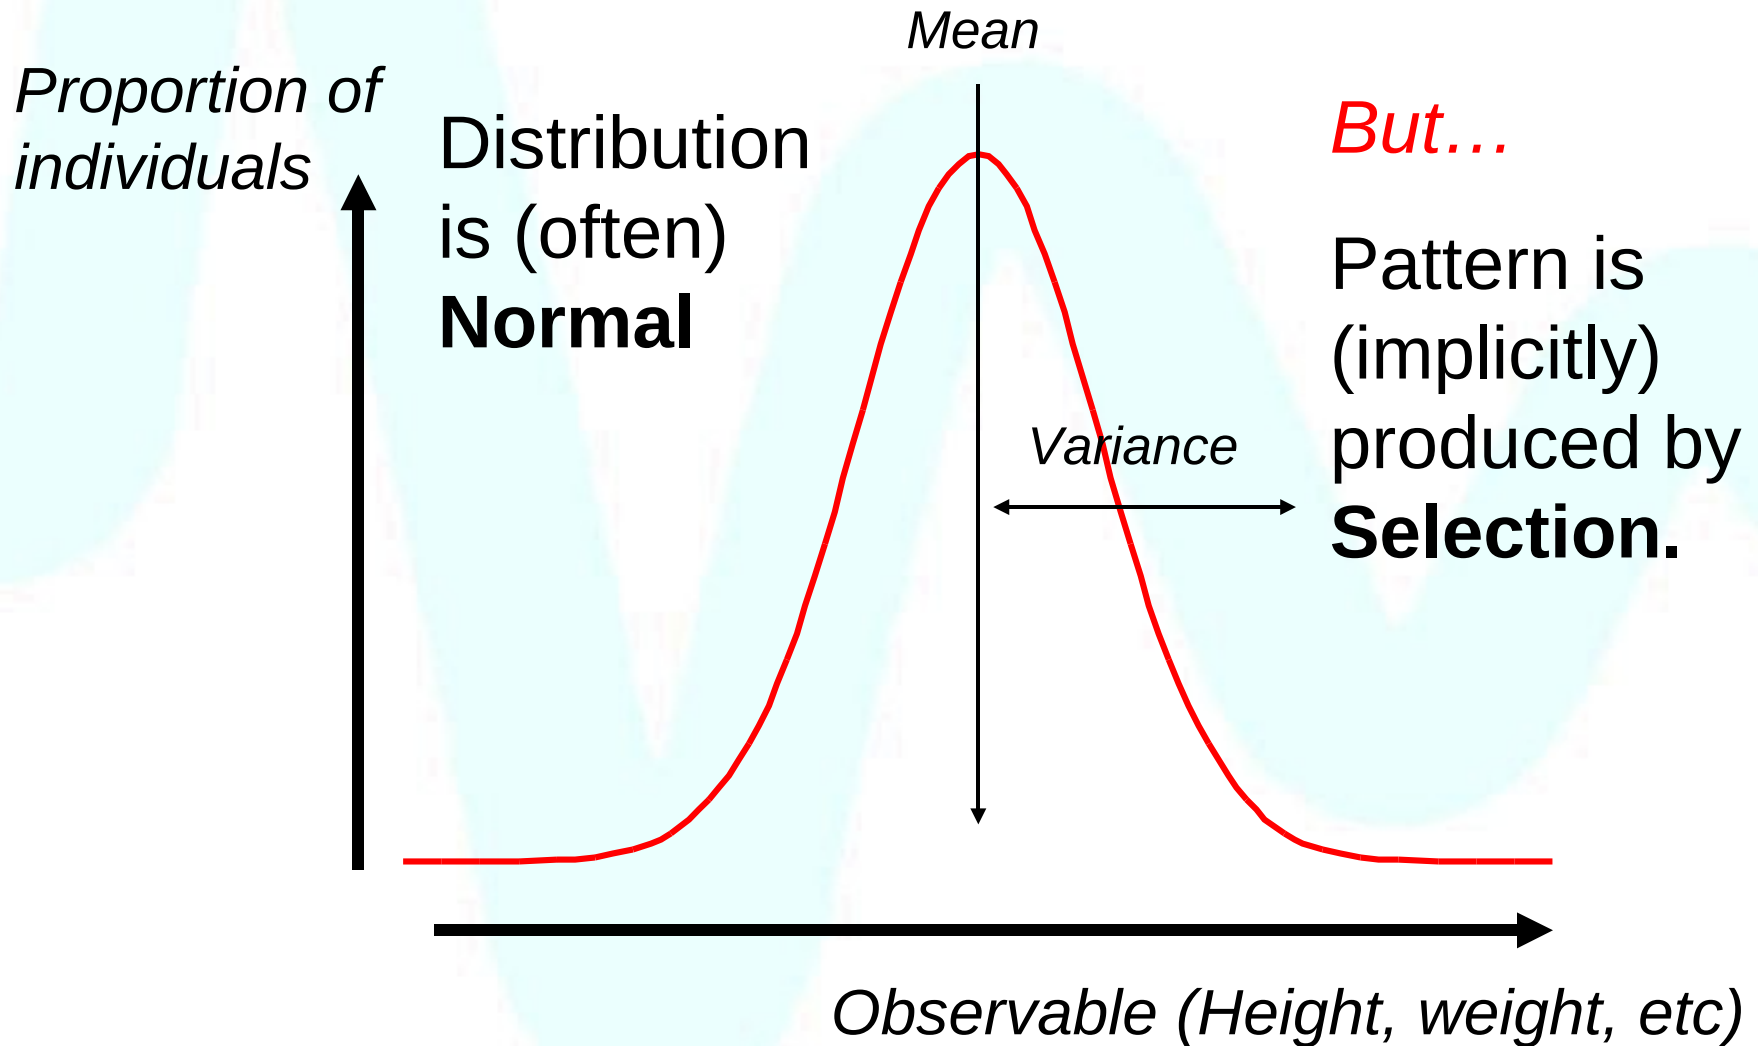 Mean
Proportion of
individuals
Distribution
is (often)
Normal
But…
Pattern is
(implicitly)
produced by
Selection.
Variance
Observable (Height, weight, etc)